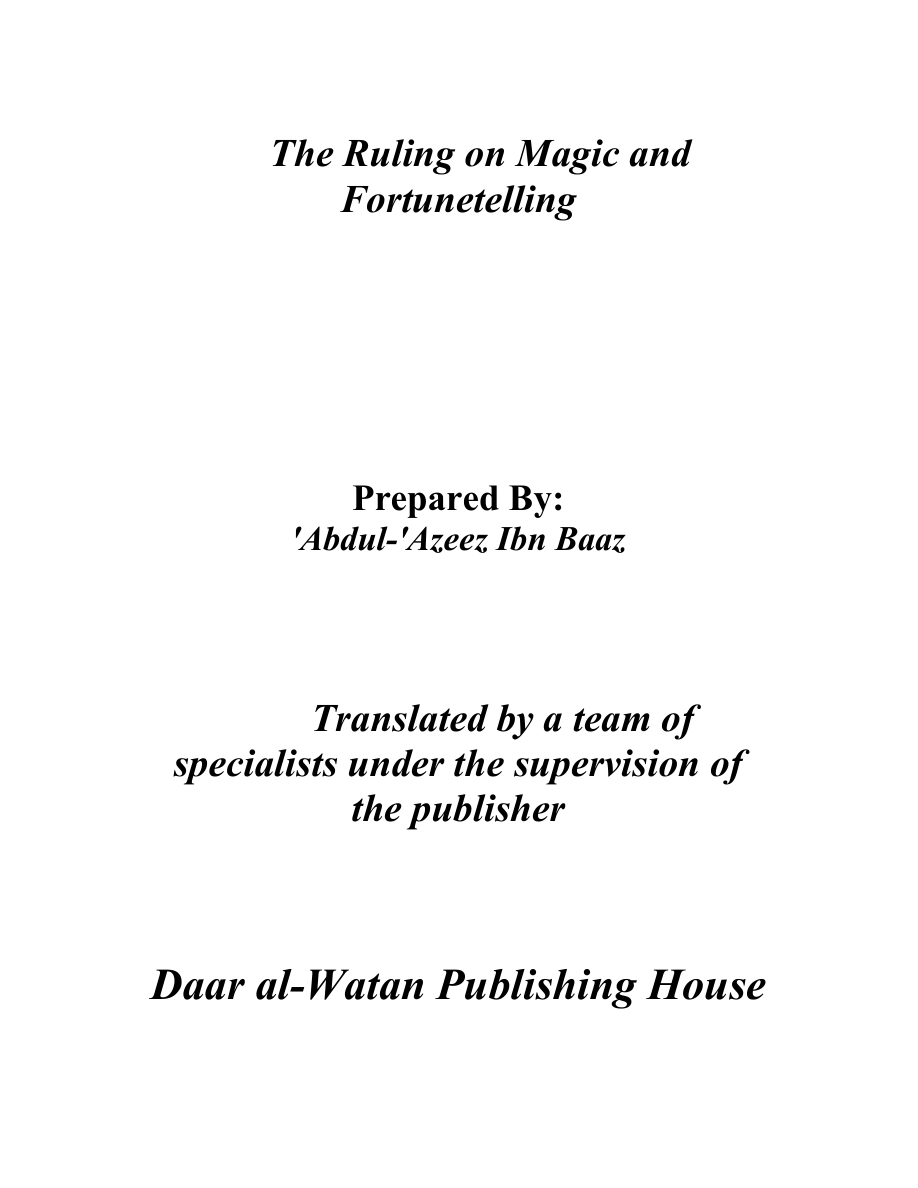 The Ruling on Magic and
Fortunetelling
Prepared By:
'Abdul-'Azeez Ibn Baaz
Translated by a team of
specialists under the supervision of
the publisher
Daar al-Watan Publishing House